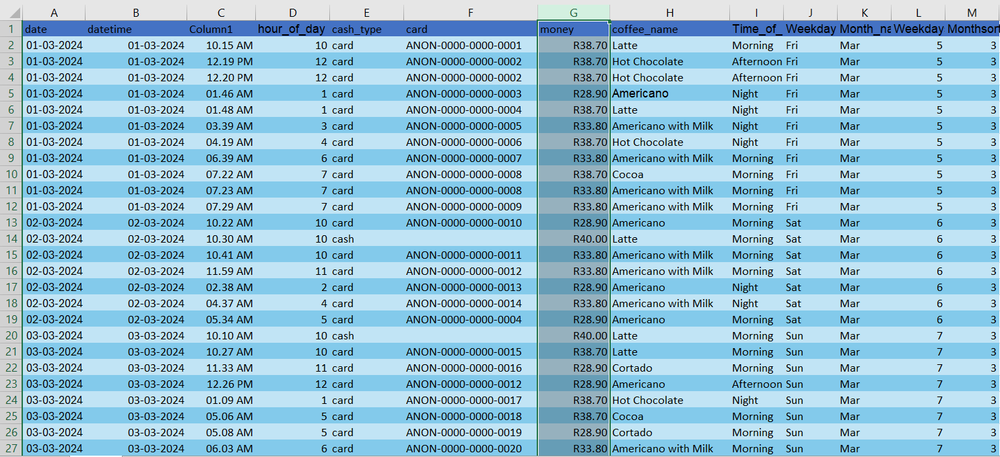 A B C D E F G H I J K L M
1 date datetime Column1 hour_of_day cash_type card money coffee_name Time_of_ Weekday Month_na Weekday Monthsort
2 01-03-2024 01-03-2024 10.15 AM 10 card ANON-0000-0000-0001 R38.70 Latte Morning Fri Mar 5 3
3 01-03-2024 01-03-2024 12.19 PM 12 card ANON-0000-0000-0002 R38.70 Hot Chocolate Afternoon Fri Mar 5 3
4 01-03-2024 01-03-2024 12.20 PM 12 card ANON-0000-0000-0002 R38.70 Hot Chocolate Afternoon Fri Mar 5 3
5 01-03-2024 01-03-2024 01.46 AM 1 card ANON-0000-0000-0003 R28.90 Americano Night Fri Mar 5 3
6 01-03-2024 01-03-2024 01.48 AM 1 card ANON-0000-0000-0004 R38.70 Latte Night Fri Mar 5 3
7 01-03-2024 01-03-2024 03.39 AM 3 card ANON-0000-0000-0005 R33.80 Americano with Milk Night Fri Mar 5 3
8 01-03-2024 01-03-2024 04.19 AM 4 card ANON-0000-0000-0006 R38.70 Hot Chocolate Night Fri Mar 5 3
9 01-03-2024 01-03-2024 06.39 AM 6 card ANON-0000-0000-0007 R33.80 Americano with Milk Morning Fri Mar 5 3
10 01-03-2024 01-03-2024 07.22 AM 7 card ANON-0000-0000-0008 R38.70 Cocoa Morning Fri Mar 5 3
11 01-03-2024 01-03-2024 07.23 AM 7 card ANON-0000-0000-0008 R33.80 Americano with Milk Morning Fri Mar 5 3
12 01-03-2024 01-03-2024 07.29 AM 7 card ANON-0000-0000-0009 R33.80 Americano with Milk Morning Fri Mar 5 3
13 02-03-2024 02-03-2024 10.22 AM 10 card ANON-0000-0000-0010 R28.90 Americano Morning Sat Mar 6 3
14 02-03-2024 02-03-2024 10.30 AM 10 cash R40.00 Latte Morning Sat Mar 6 3
15 02-03-2024 02-03-2024 10.41 AM 10 card ANON-0000-0000-0011 R33.80 Americano with Milk Morning Sat Mar 6 3
16 02-03-2024 02-03-2024 11.59 AM 11 card ANON-0000-0000-0012 R33.80 Americano with Milk Morning Sat Mar 6 3
17 02-03-2024 02-03-2024 02.38 AM 2 card ANON-0000-0000-0013 R28.90 Americano Night Sat Mar 6 3
18 02-03-2024 02-03-2024 04.37 AM 4 card ANON-0000-0000-0014 R33.80 Americano with Milk Night Sat Mar 6 3
19 02-03-2024 02-03-2024 05.34 AM 5 card ANON-0000-0000-0004 R28.90 Americano Morning Sat Mar 6 3
20 03-03-2024 03-03-2024 10.10 AM 10 cash R40.00 Latte Morning Sun Mar 7 3
21 03-03-2024 03-03-2024 10.27 AM 10 card ANON-0000-0000-0015 R38.70 Latte Morning Sun Mar 7 3
22 03-03-2024 03-03-2024 11.33 AM 11 card ANON-0000-0000-0016 R28.90 Cortado Morning Sun Mar 7 3
23 03-03-2024 03-03-2024 12.26 PM 12 card ANON-0000-0000-0012 R28.90 Americano Afternoon Sun Mar 7 3
24 03-03-2024 03-03-2024 01.09 AM 1 card ANON-0000-0000-0017 R38.70 Hot Chocolate Night Sun Mar 7 3
25 03-03-2024 03-03-2024 05.06 AM 5 card ANON-0000-0000-0018 R38.70 Cocoa Morning Sun Mar 7 3
26 03-03-2024 03-03-2024 05.08 AM 5 card ANON-0000-0000-0019 R28.90 Cortado Morning Sun Mar 7 3
27 03-03-2024 03-03-2024 06.03 AM 6 card ANON-0000-0000-0020 R33.80 Americano with Milk Morning Sun Mar 7 3